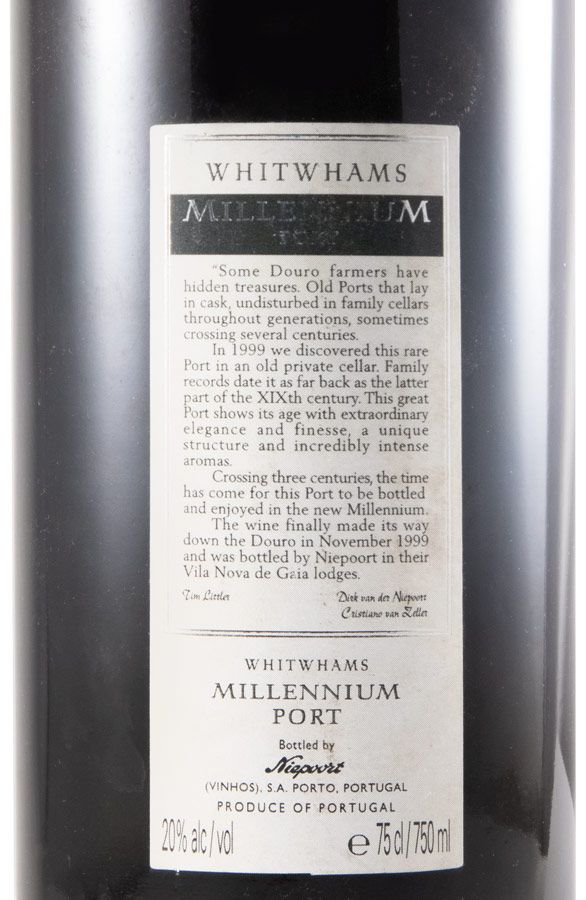 WHITWHAMS
MILLENNIUM
PORT
"Some Douro farmers have
hidden treasures. Old Ports that lay
in cask, undisturbed in family cellars
throughout generations, sometimes
crossing several centuries.
In 1999 we discovered this rare
Port in an old private cellar. Family
records date it as far back as the latter
part of the XIXth century. This great
Port shows its age with extraordinary
elegance and finesse, a unique
structure and incredibly intense
aromas.
Crossing three centuries, the time
has come for this Port to be bottled
and enjoyed in the new Millennium.
The wine finally made its way
down the Douro in November 1999
and was bottled by Niepoort in their
Vila Nova de Gaia lodges.
Tim Littler
Dirk van der Niepoort
Cristiano van Zeller
WHITWHAMS
MILLENNIUM
PORT
Bottled by
Niepoort
(VINHOS). S.A. PORTO, PORTUGAL
PRODUCE OF PORTUGAL
20% alc/vol
e 75 cl/750 ml